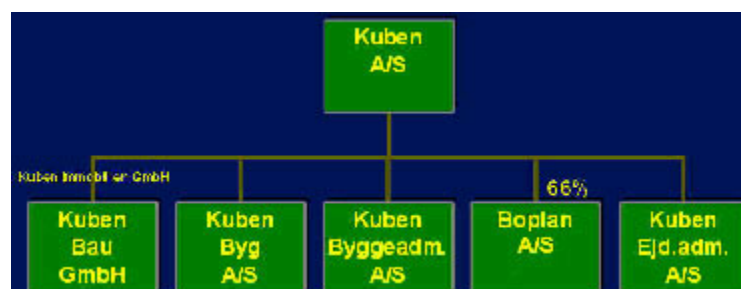 Kuben
A/S
Kuben Immobilien GmbH
66%
Kuben
Bau
GmbH
Kuben
Byg
A/S
Kuben
Byggeadm.
A/S
Boplan
A/S
Kuben
Ejd.adm.
A/S